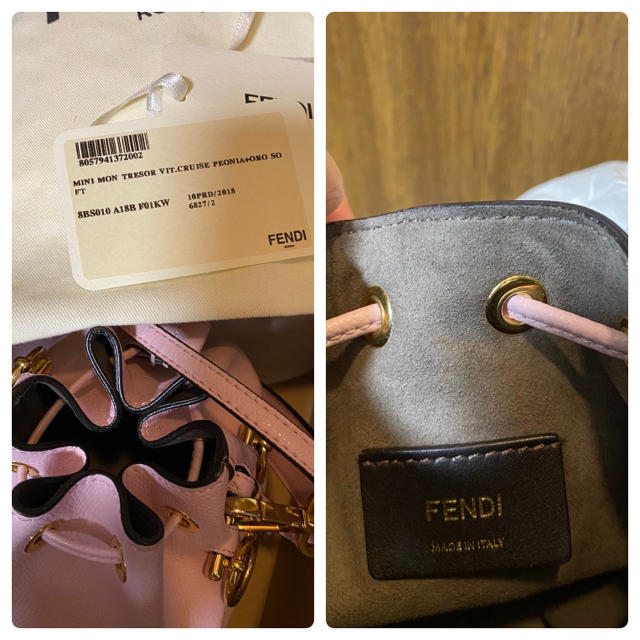 FENDI
8057941372002
MINI MON TRESOR VIT.CRUISE PEONIA+ORO SO
FT
8BS010 A18B F01KW
10PRD/2018
6827/2
FENDI
ROMA
FENDI
MADE IN ITALY